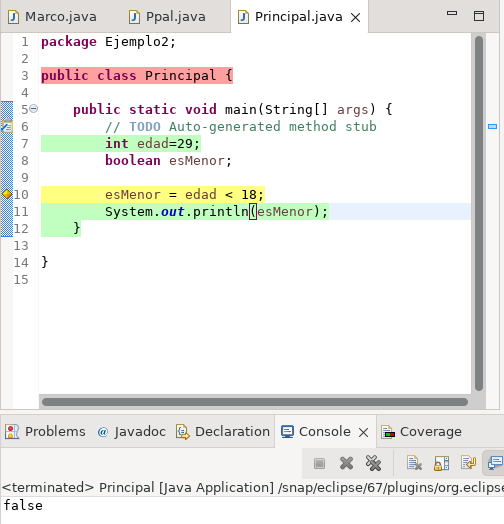 Marco.java Ppal.java Principal.java
1 package Ejemplo2;
2
3 public class Principal {
4
5 public static void main(String[] args) {
6 // TODO Auto-generated method stub
7 int edad=29;
8 boolean esMenor;
9
10 esMenor = edad < 18;
11 System.out.println(esMenor);
12 }
13
14 }
15
Problems @ Javadoc Declaration Console Coverage
<terminated> Principal [Java Application] /snap/eclipse/67/plugins/org.eclipse
false